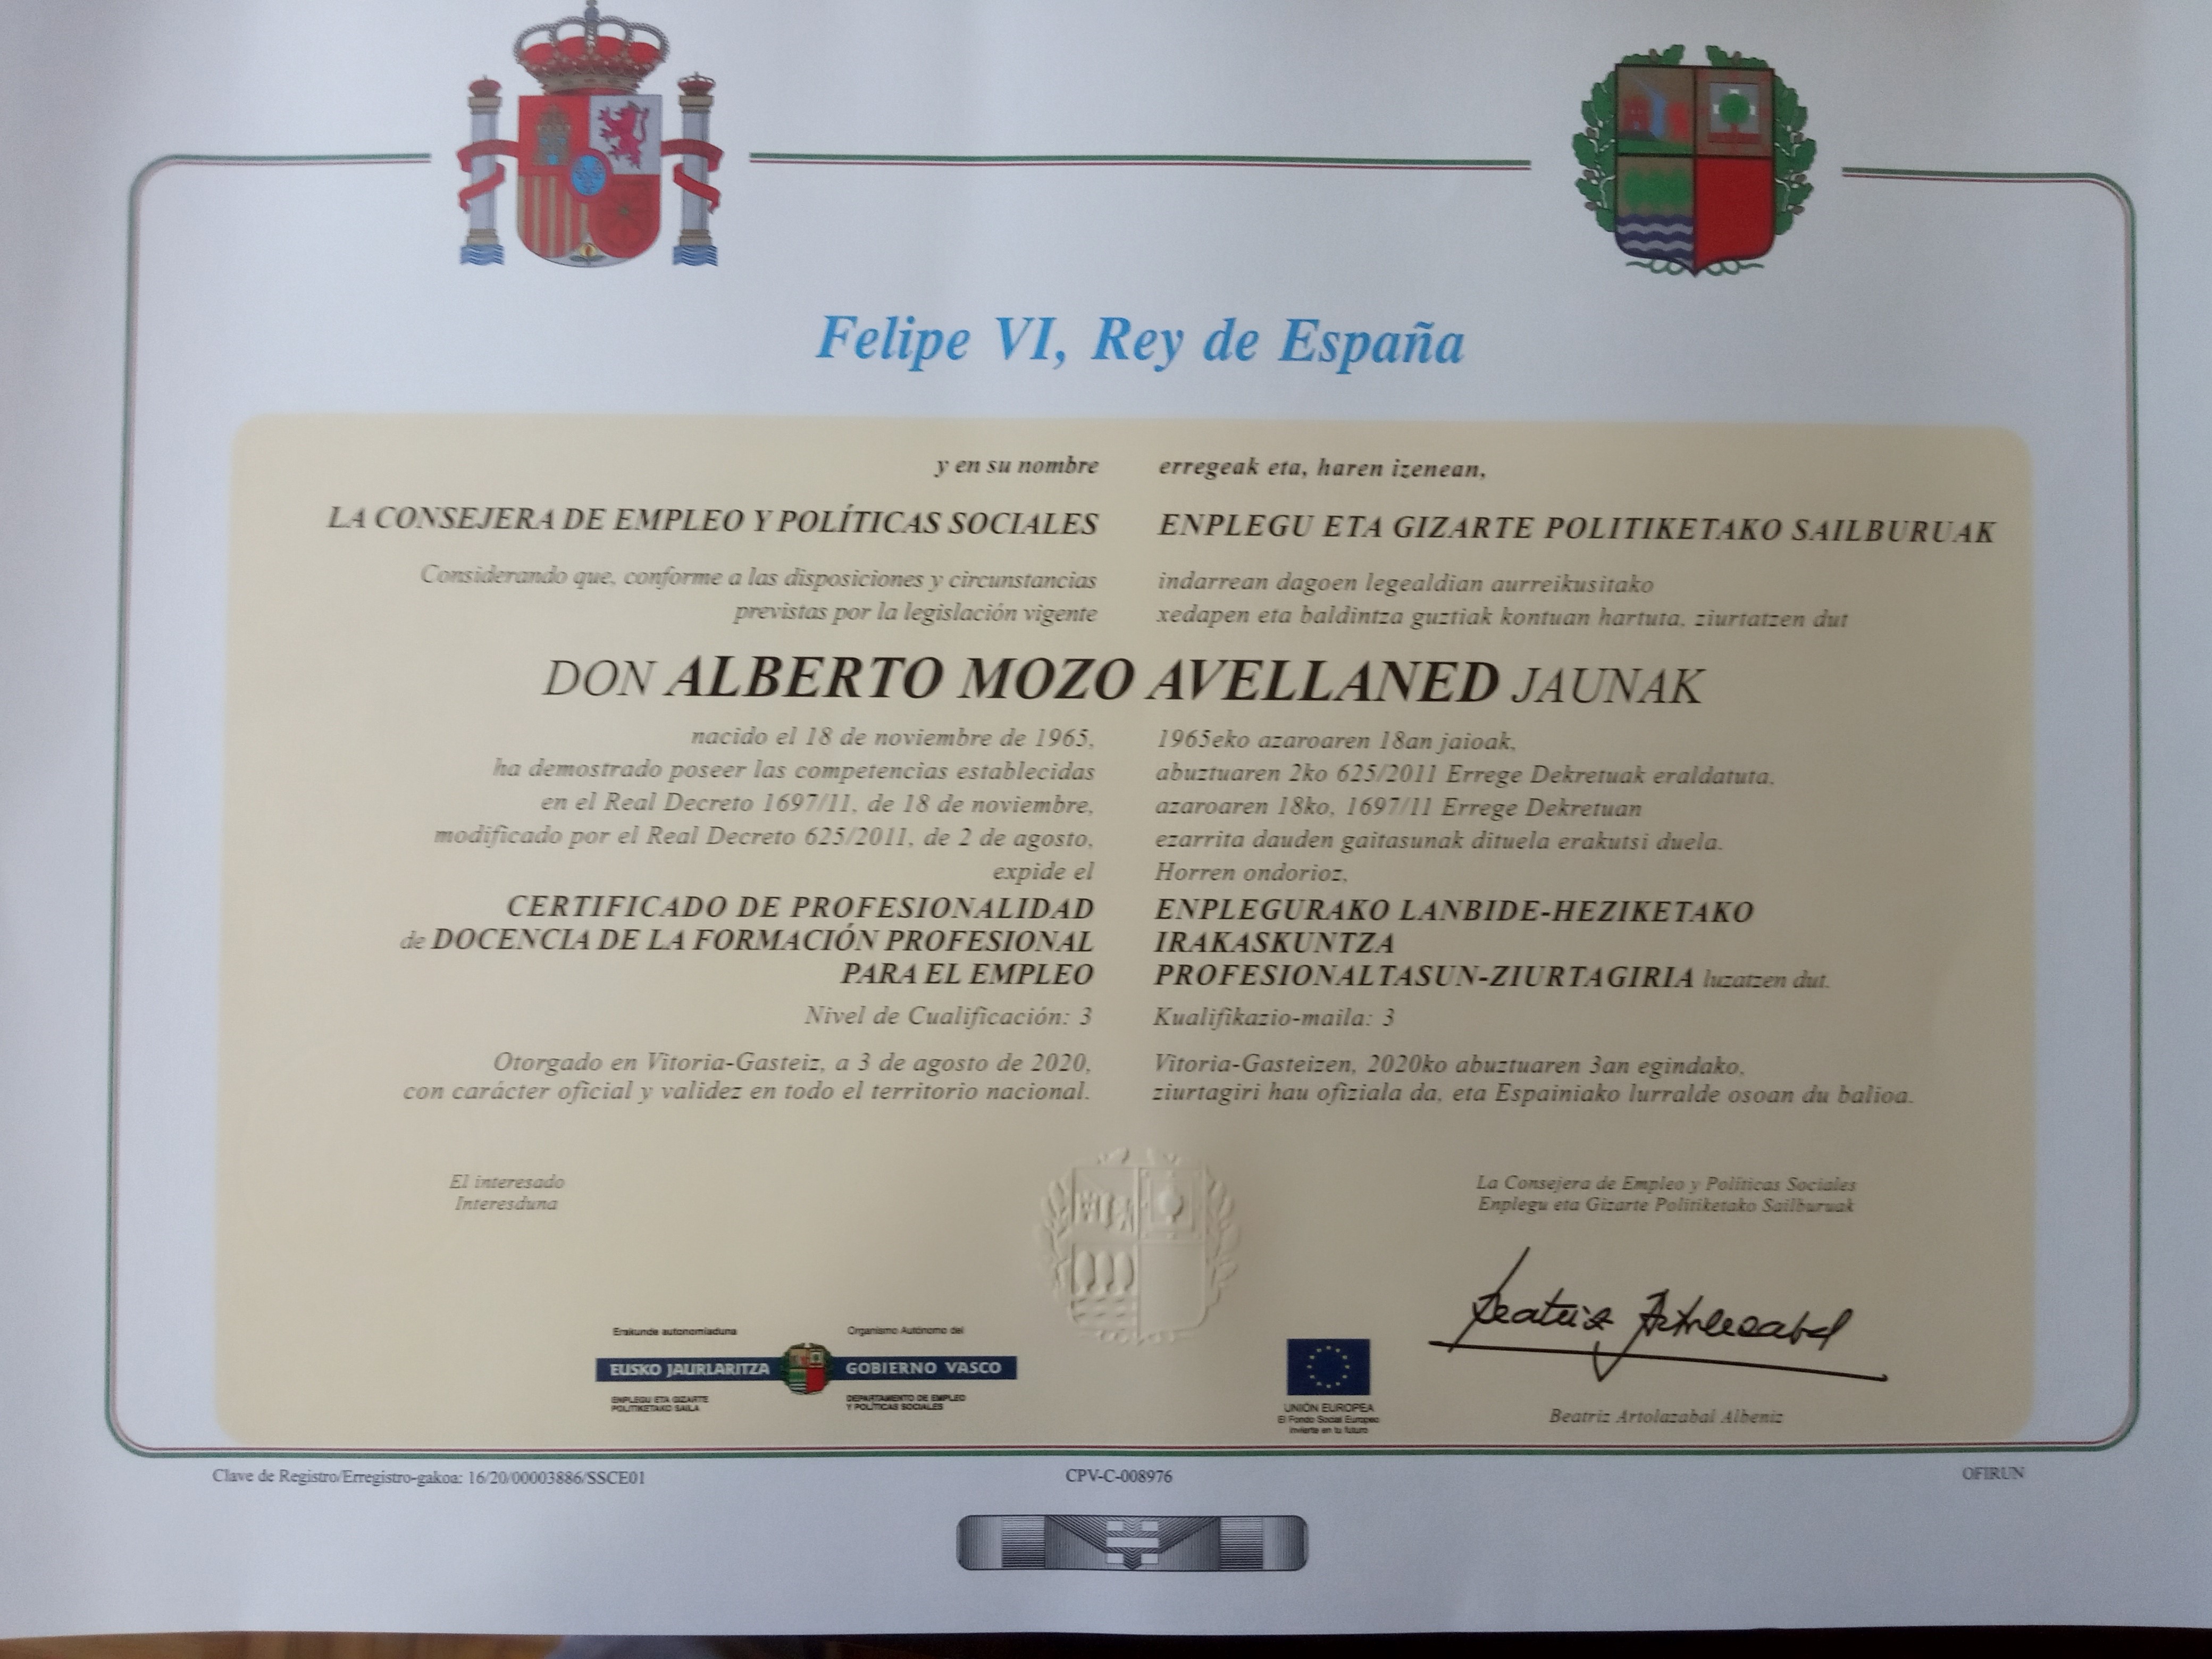 Felipe VI, Rey de España
y en su nombre
LA CONSEJERA DE EMPLEO Y POLÍTICAS SOCIALES
Considerando que, conforme a las disposiciones y circunstancias
previstas por la legislación vigente
erregeak eta, haren izenean,
ENPLEGU ETA GIZARTE POLITIKETAKO SAILBURUAK
indarrean dagoen legealdian aurreikusitako
xedapen eta baldintza guztiak kontuan hartuta, ziurtatzen dut
DON ALBERTO MOZO AVELLANED JAUNAK
nacido el 18 de noviembre de 1965,
ha demostrado poseer las competencias establecidas
en el Real Decreto 1697/11, de 18 de noviembre,
modificado por el Real Decreto 625/2011, de 2 de agosto,
expide el
CERTIFICADO DE PROFESIONALIDAD
de DOCENCIA DE LA FORMACIÓN PROFESIONAL
PARA EL EMPLEO
Nivel de Cualificación: 3
Otorgado en Vitoria-Gasteiz, a 3 de agosto de 2020,
con carácter oficial y validez en todo el territorio nacional.
1965eko azaroaren 18an jaioak,
abuztuaren 2ko 625/2011 Errege Dekretuak eraldatuta.
azaroaren 18ko, 1697/11 Errege Dekretuan
ezarrita dauden gaitasunak dituela erakutsi duela.
Horren ondorioz,
ENPLEGURAKO LANBIDE-HEZIKETAKO
IRAKASKUNTZA
PROFESIONALTASUN-ZIURTAGIRIA luzatzen dut.
Kualifikazio-maila: 3
Vitoria-Gasteizen, 2020ko abuztuaren 3an egindako,
ziurtagiri hau ofiziala da, eta Espainiako lurralde osoan du balioa.
El interesado
Interesduna
La Consejera de Empleo y Políticas Sociales
Enplegu eta Gizarte Politiketako Sailburuak
Beatriz Artolazabal
Beatriz Artolazabal Albeniz
Erakunde autonomiaduna
Organismo Autónomo del
EUSKO JAURLARITZA
GOBIERNO VASCO
ENPLEGU ETA GIZARTE
POLITIKETAKO SAILA
DEPARTAMENTO DE EMPLEO
Y POLÍTICAS SOCIALES
UNIÓN EUROPEA
El Fondo Social Europeo
invierte en tu futuro
Clave de Registro/Erregistro-gakoa: 16/20/00003886/SSCE01
CPV-C-008976
OFIRUN